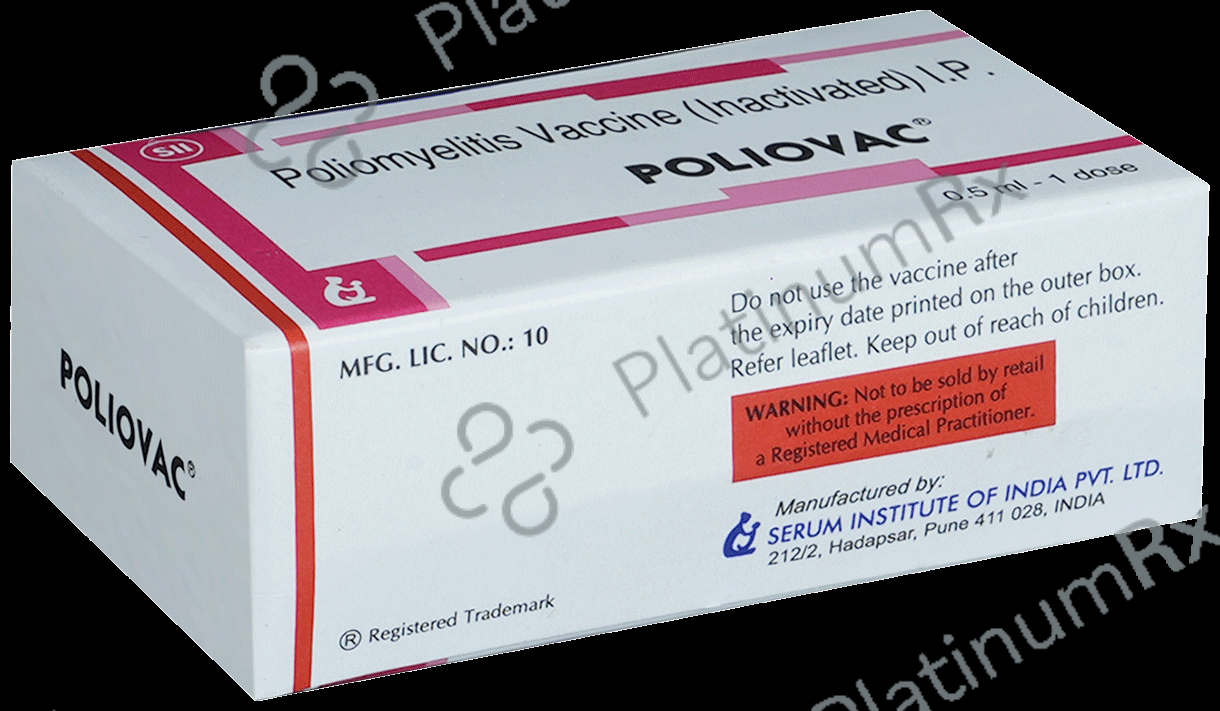 SII
Poliomyelitis Vaccine (Inactivated) I.P.
POLIOVAC®
0.5 ml - 1 dose
POLIOVAC®
MFG. LIC. NO.: 10
® Registered Trademark
Do not use the vaccine after
the expiry date printed on the outer box.
Refer leaflet. Keep out of reach of children.
WARNING: Not to be sold by retail
without the prescription of
a Registered Medical Practitioner.
Manufactured by:
SERUM INSTITUTE OF INDIA PVT. LTD.
212/2, Hadapsar, Pune 411 028, INDIA
Plat
PlatinumRx
PlatinumRx